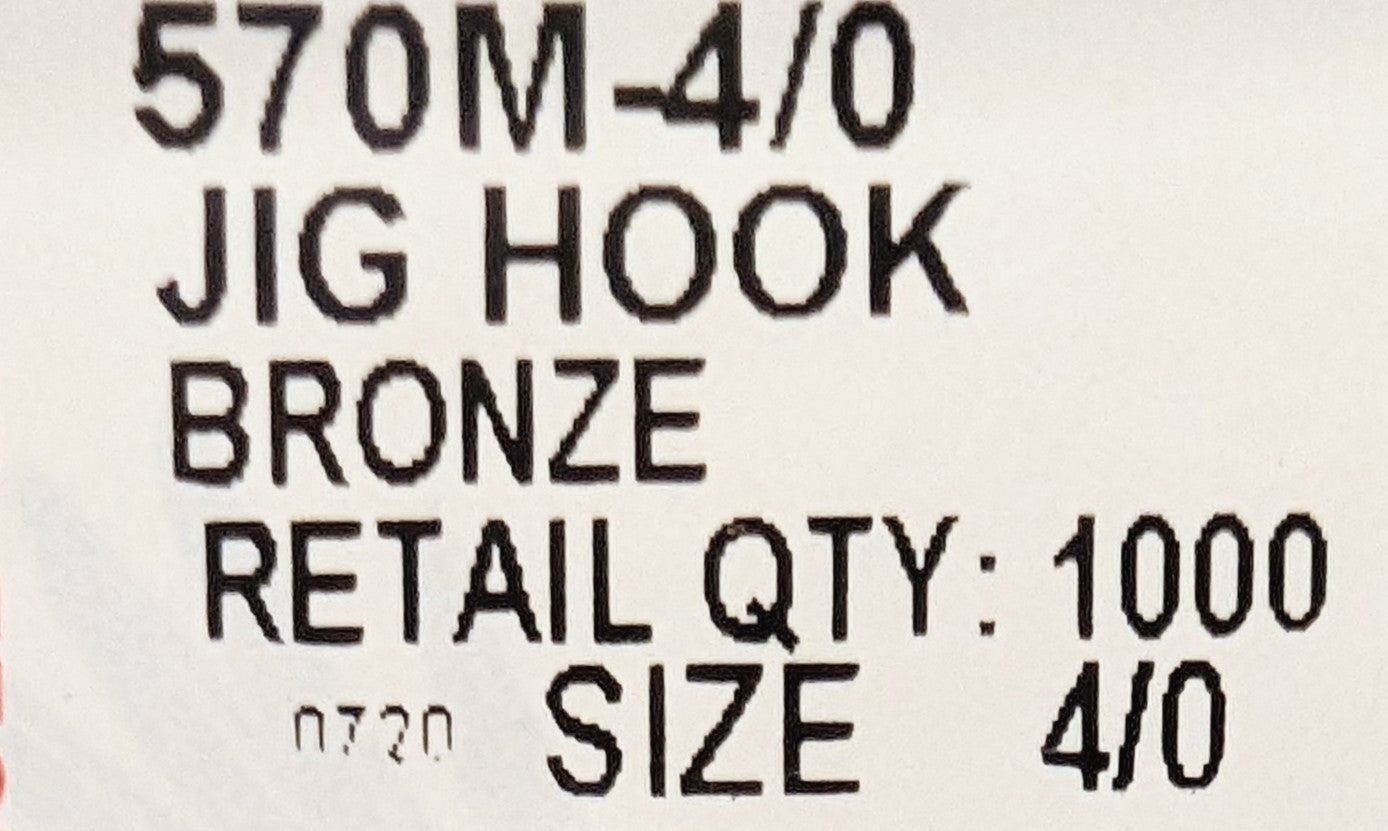 570M-4/0
JIG HOOK
BRONZE
RETAIL QTY: 1000
0720 SIZE 4/0